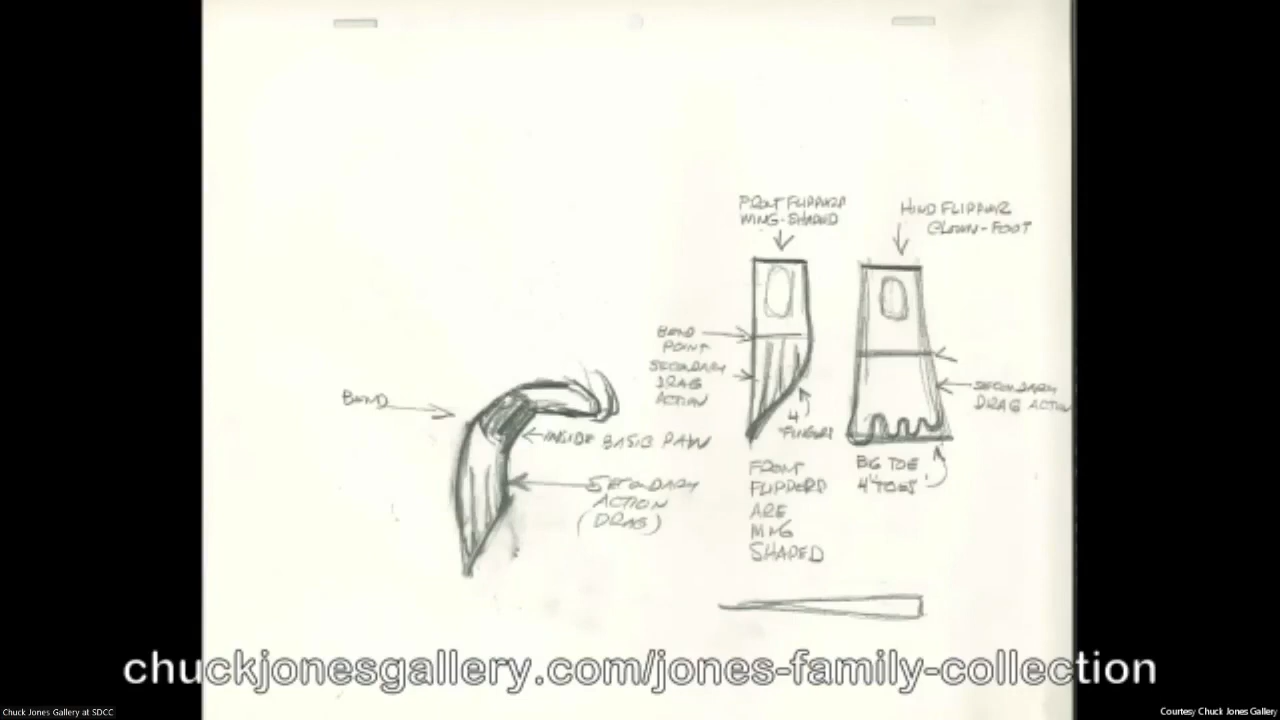 FRONT FLIPPERS
WING-SHAPED
HIND FLIPPER
CLOWN-FOOT
BEND
POINT
SECONDARY
DRAG
ACTION
4
"FINGERS
SECONDARY
DRAG ACTION
BEND
INSIDE BASIC PAW
SECONDARY
ACTION
(DRAG)
BIG TOE
4 "TOES"
FRONT
FLIPPERS
ARE
WING
SHAPED
chuckjonesgallery.com/jones-family-collection
Chuck Jones Gallery at SDCC
Courtesy Chuck Jones Gallery